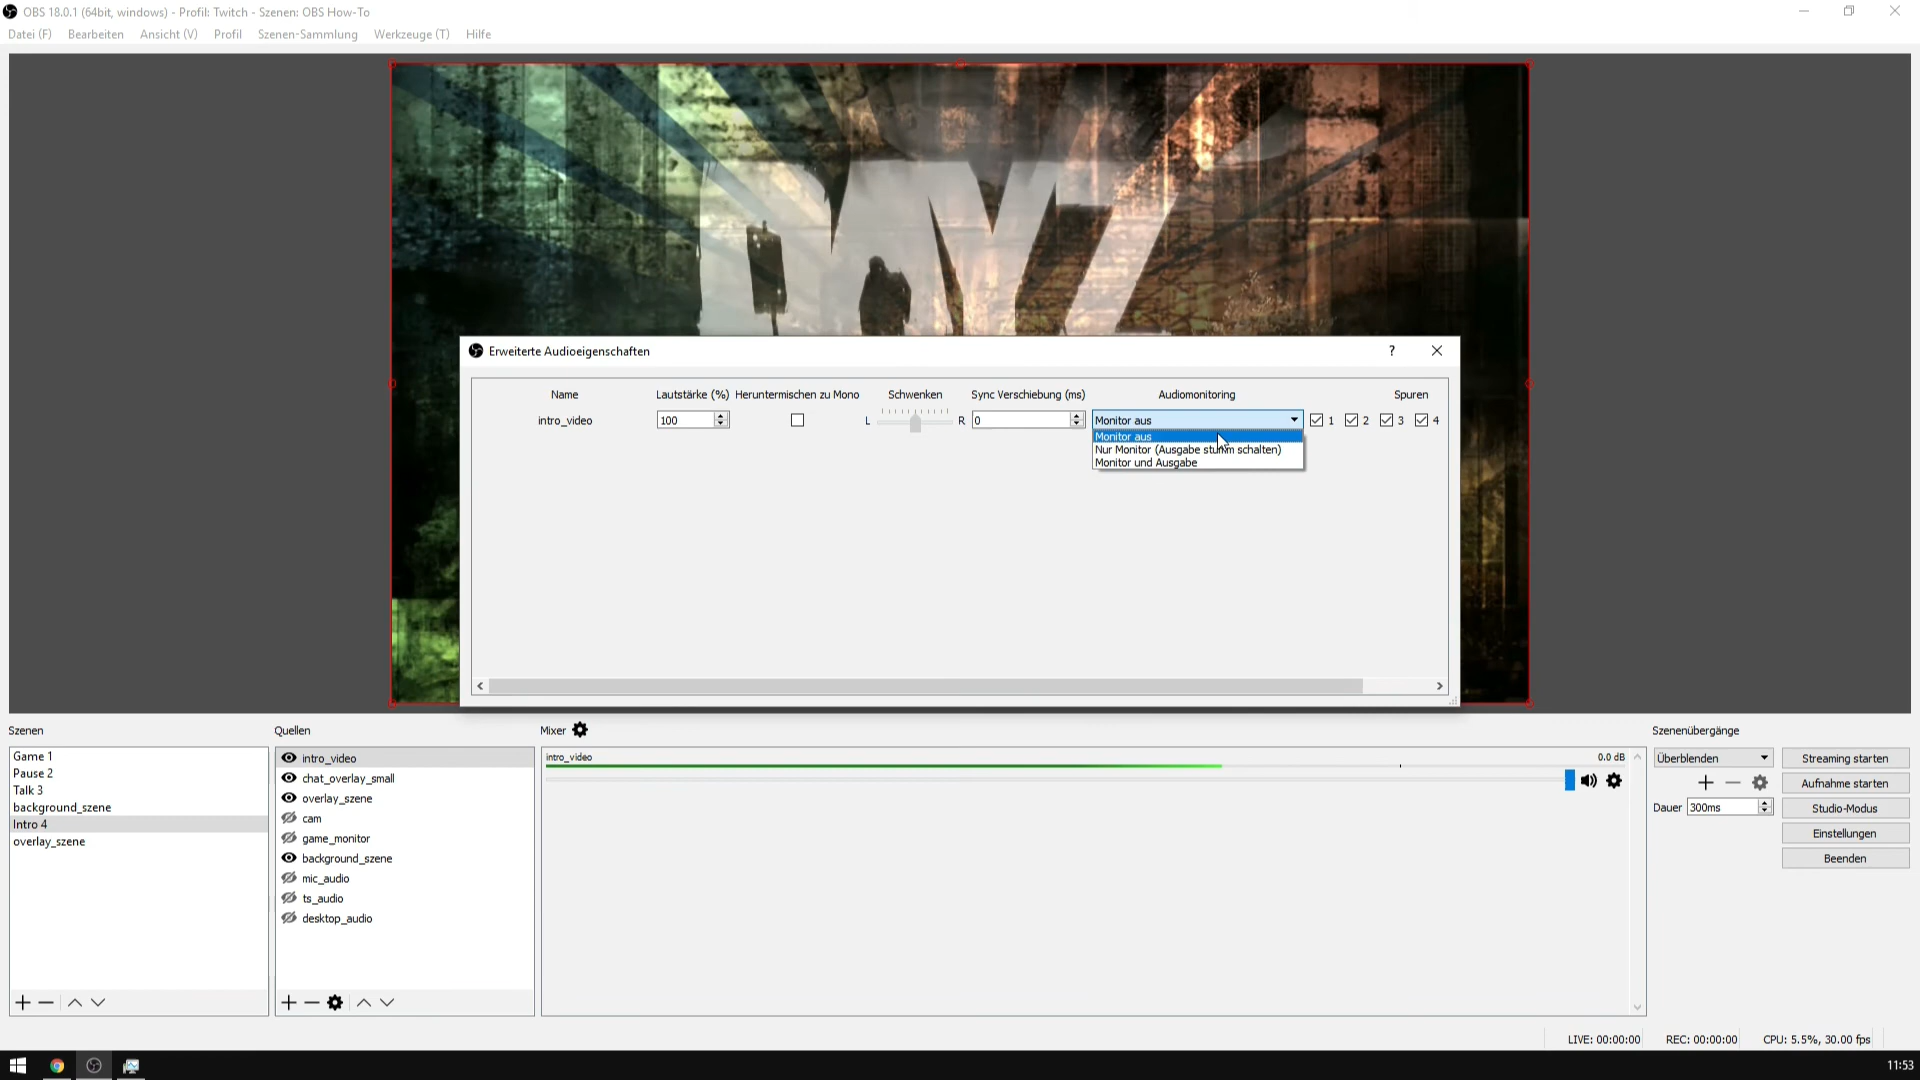 OBS 18.0.1 (64bit, windows) - Profil: Twitch - Szenen: OBS How-To
Datei (F) Bearbeiten Ansicht (V) Profil Szenen-Sammlung Werkzeuge (T) Hilfe
DAYZ
Erweiterte Audioeigenschaften ?
Name Lautstärke (%) Heruntermischen zu Mono Schwenken Sync Verschiebung (ms) Audiomonitoring Spuren
intro_video 100 L R 0 Monitor aus 1 2 3 4
Monitor aus
Nur Monitor (Ausgabe stumm schalten)
Monitor und Ausgabe
Szenen
Game 1
Pause 2
Talk 3
background_szene
Intro 4
overlay_szene
Quellen
intro_video
chat_overlay_small
overlay_szene
cam
game_monitor
background_szene
mic_audio
ts_audio
desktop_audio
Mixer
intro_video 0.0 dB
Szenenübergänge
Überblenden
Dauer 300ms
Streaming starten
Aufnahme starten
Studio-Modus
Einstellungen
Beenden
LIVE: 00:00:00 REC: 00:00:00 CPU: 5.5%, 30.00 fps
11:53